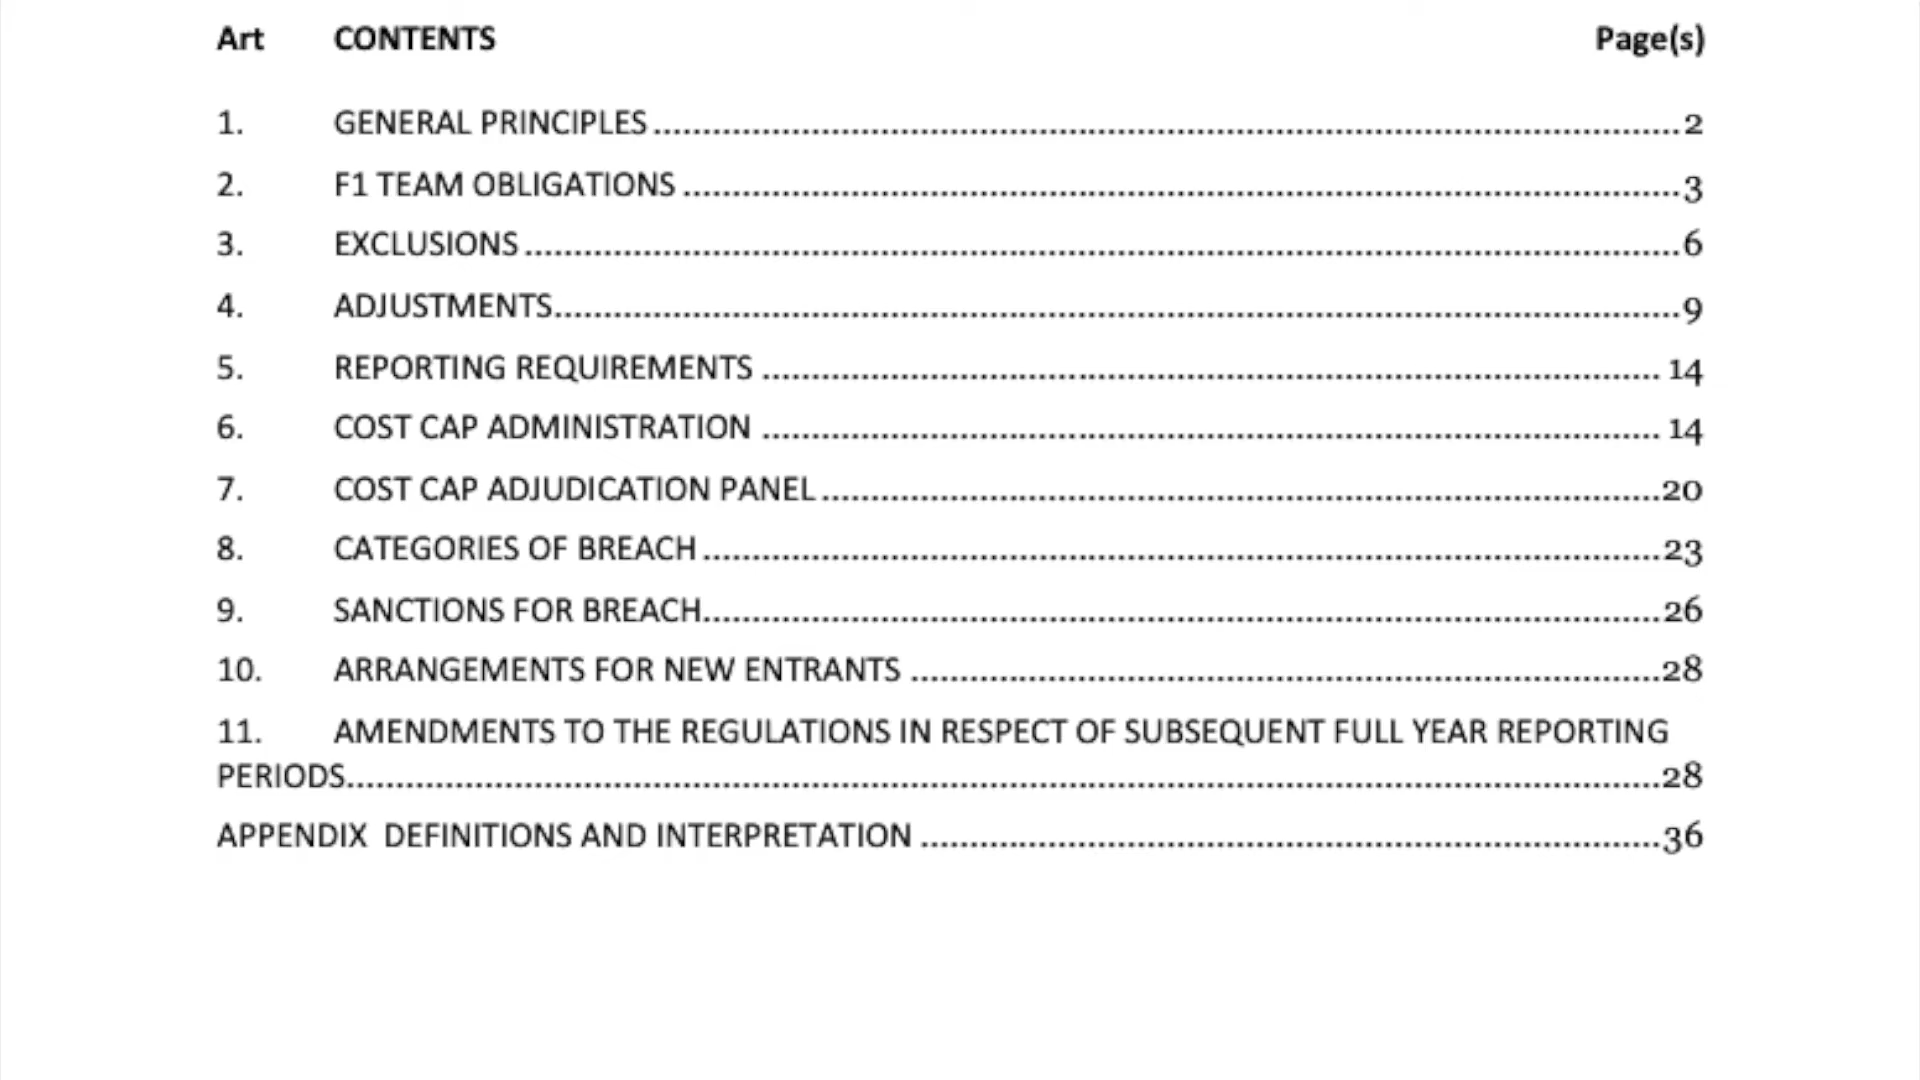 Art CONTENTS Page(s)
1. GENERAL PRINCIPLES ........................................ 2
2. F1 TEAM OBLIGATIONS ........................................ 3
3. EXCLUSIONS ........................................ 6
4. ADJUSTMENTS ........................................ 9
5. REPORTING REQUIREMENTS ........................................ 14
6. COST CAP ADMINISTRATION ........................................ 14
7. COST CAP ADJUDICATION PANEL ........................................ 20
8. CATEGORIES OF BREACH ........................................ 23
9. SANCTIONS FOR BREACH ........................................ 26
10. ARRANGEMENTS FOR NEW ENTRANTS ........................................ 28
11. AMENDMENTS TO THE REGULATIONS IN RESPECT OF SUBSEQUENT FULL YEAR REPORTING
PERIODS ........................................ 28
APPENDIX DEFINITIONS AND INTERPRETATION ........................................ 36